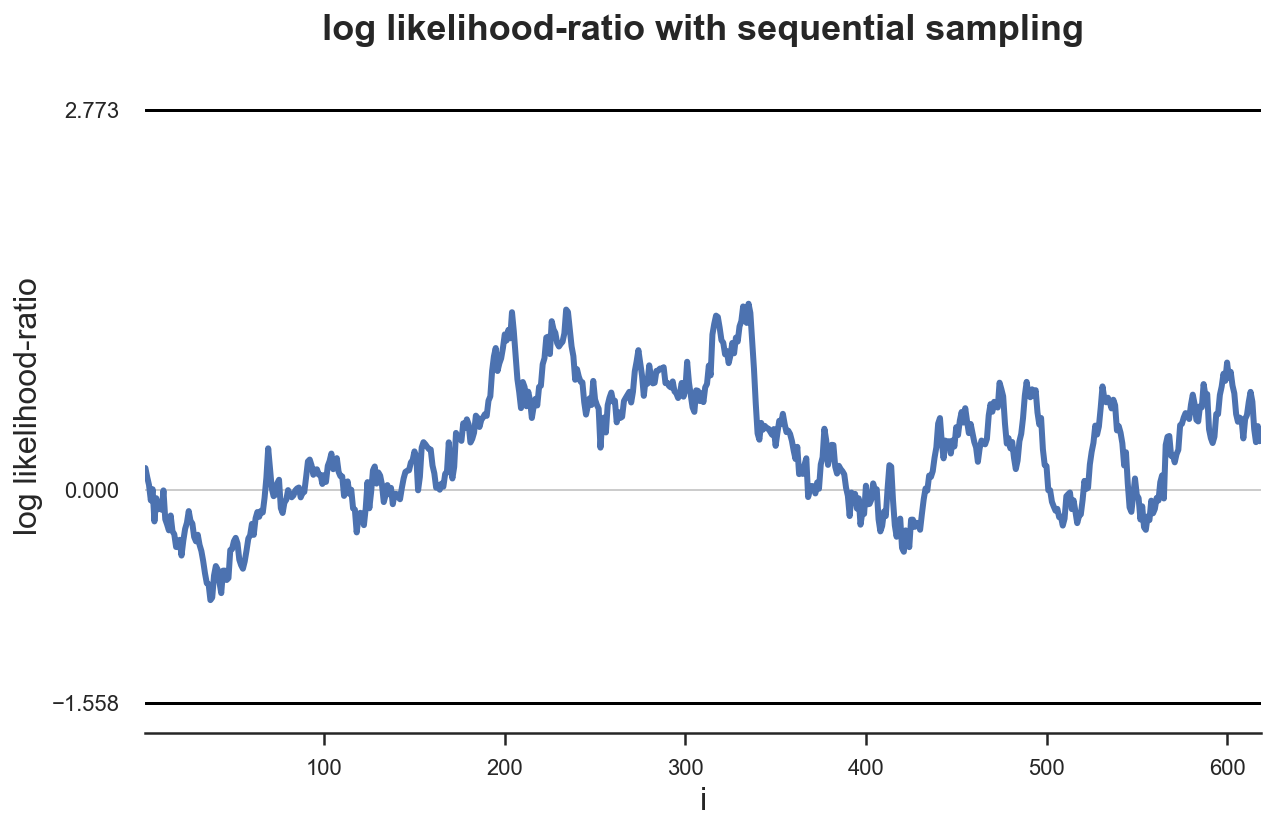 log likelihood-ratio with sequential sampling
2.773
0.000
−1.558
log likelihood-ratio
100 200 300 400 500 600
i